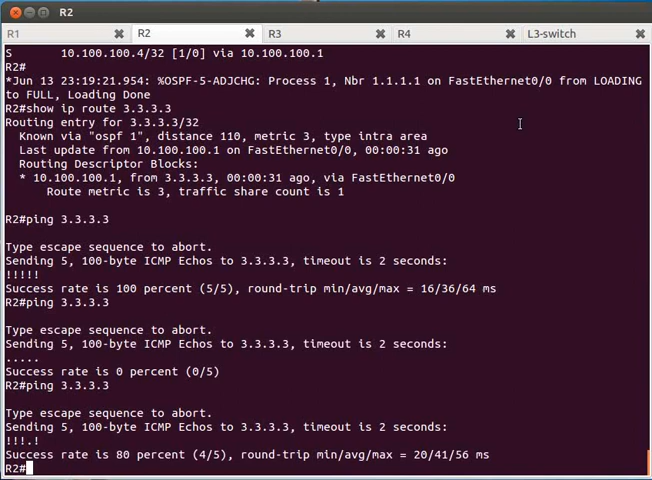 R2
R1
R2
R3
R4
L3-switch
S 10.100.100.4/32 [1/0] via 10.100.100.1
R2#
*Jun 13 23:19:21.954: %OSPF-5-ADJCHG: Process 1, Nbr 1.1.1.1 on FastEthernet0/0 from LOADING
to FULL, Loading Done
R2#show ip route 3.3.3.3
Routing entry for 3.3.3.3/32
Known via "ospf 1", distance 110, metric 3, type intra area
Last update from 10.100.100.1 on FastEthernet0/0, 00:00:31 ago
Routing Descriptor Blocks:
* 10.100.100.1, from 3.3.3.3, 00:00:31 ago, via FastEthernet0/0
Route metric is 3, traffic share count is 1
R2#ping 3.3.3.3
Type escape sequence to abort.
Sending 5, 100-byte ICMP Echos to 3.3.3.3, timeout is 2 seconds:
!!!!!
Success rate is 100 percent (5/5), round-trip min/avg/max = 16/36/64 ms
R2#ping 3.3.3.3
Type escape sequence to abort.
Sending 5, 100-byte ICMP Echos to 3.3.3.3, timeout is 2 seconds:
.....
Success rate is 0 percent (0/5)
R2#ping 3.3.3.3
Type escape sequence to abort.
Sending 5, 100-byte ICMP Echos to 3.3.3.3, timeout is 2 seconds:
!!!.!
Success rate is 80 percent (4/5), round-trip min/avg/max = 20/41/56 ms
R2#